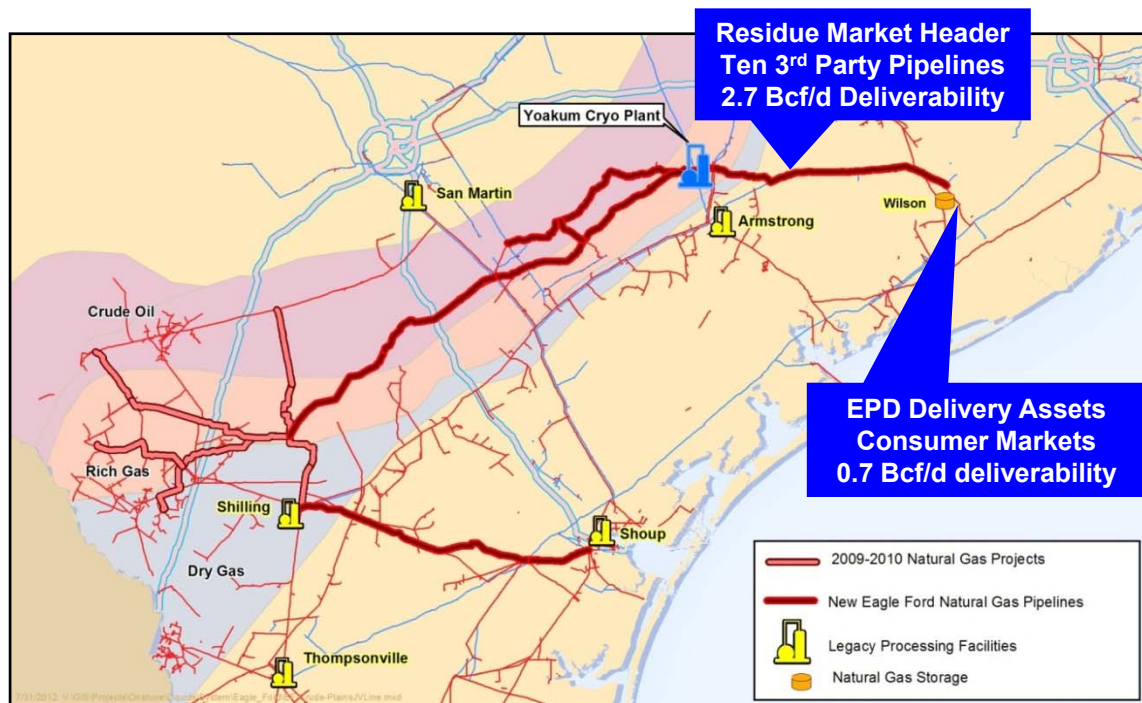 Residue Market Header
Ten 3rd Party Pipelines
2.7 Bcf/d Deliverability
Yoakum Cryo Plant
San Martin
Armstrong
Wilson
Crude Oil
EPD Delivery Assets
Consumer Markets
0.7 Bcf/d deliverability
Rich Gas
Shilling
Shoup
Dry Gas
Thompsonville
2009-2010 Natural Gas Projects
New Eagle Ford Natural Gas Pipelines
Legacy Processing Facilities
Natural Gas Storage